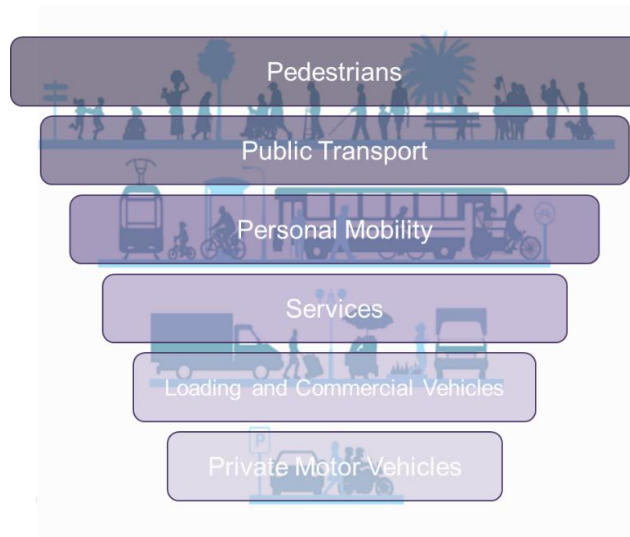 Pedestrians
Public Transport
Personal Mobility
Services
Loading and Commercial Vehicles
Private Motor Vehicles
P